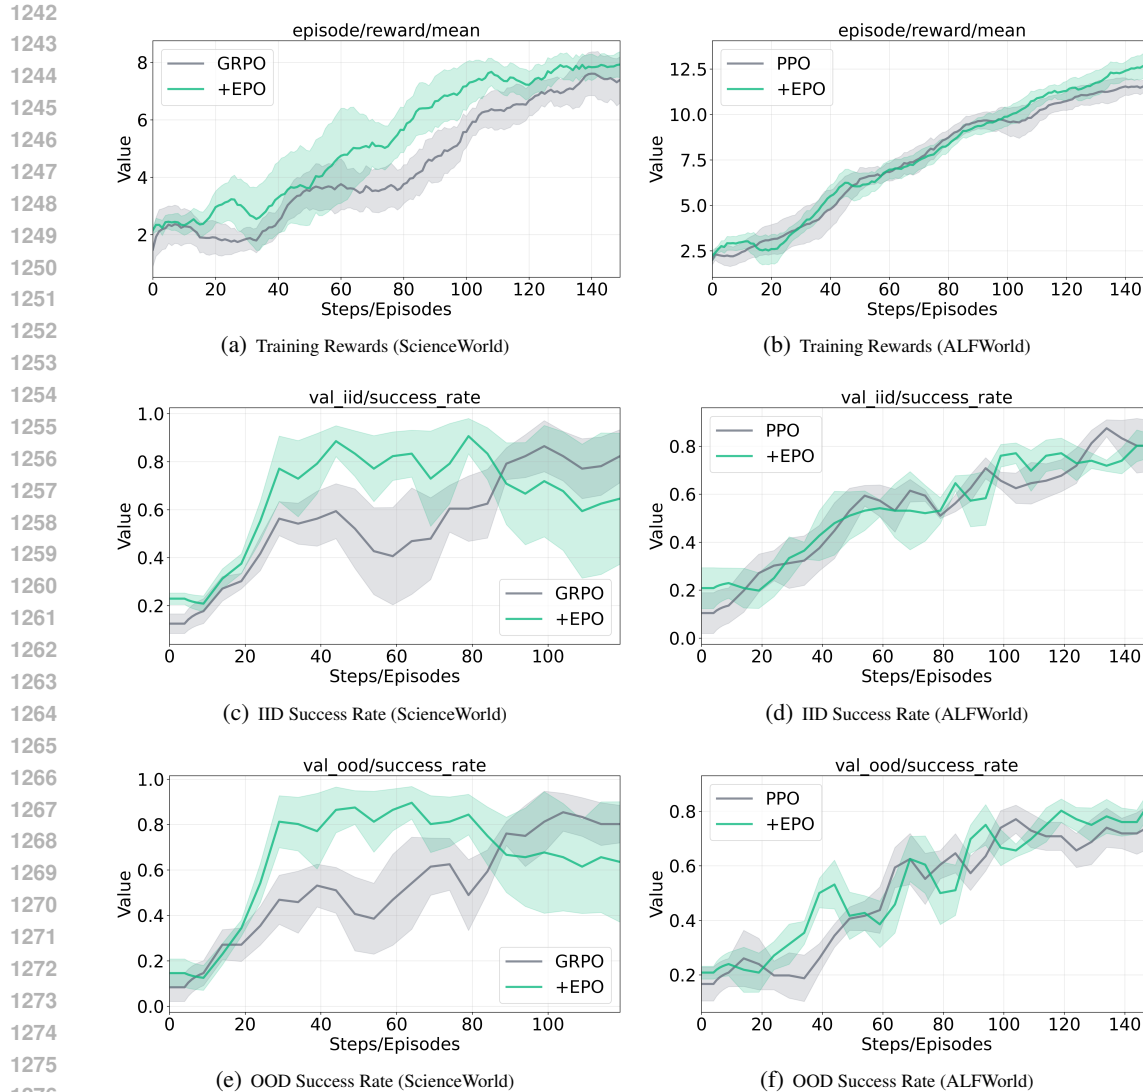 1242
1243
1244
1245
1246
1247
1248
1249
1250
1251
1252
1253
1254
1255
1256
1257
1258
1259
1260
1261
1262
1263
1264
1265
1266
1267
1268
1269
1270
1271
1272
1273
1274
1275
episode/reward/mean
GRPO
+EPO
Value
8
6
4
2
0 20 40 60 80 100 120 140
Steps/Episodes
(a) Training Rewards (ScienceWorld)
episode/reward/mean
PPO
+EPO
Value
12.5
10.0
7.5
5.0
2.5
0 20 40 60 80 100 120 140
Steps/Episodes
(b) Training Rewards (ALFWorld)
val_iid/success_rate
GRPO
+EPO
Value
1.0
0.8
0.6
0.4
0.2
0 20 40 60 80 100
Steps/Episodes
(c) IID Success Rate (ScienceWorld)
val_iid/success_rate
PPO
+EPO
Value
0.8
0.6
0.4
0.2
0.0
0 20 40 60 80 100 120 140
Steps/Episodes
(d) IID Success Rate (ALFWorld)
val_ood/success_rate
GRPO
+EPO
Value
1.0
0.8
0.6
0.4
0.2
0.0
0 20 40 60 80 100
Steps/Episodes
(e) OOD Success Rate (ScienceWorld)
val_ood/success_rate
PPO
+EPO
Value
0.8
0.6
0.4
0.2
0 20 40 60 80 100 120 140
Steps/Episodes
(f) OOD Success Rate (ALFWorld)